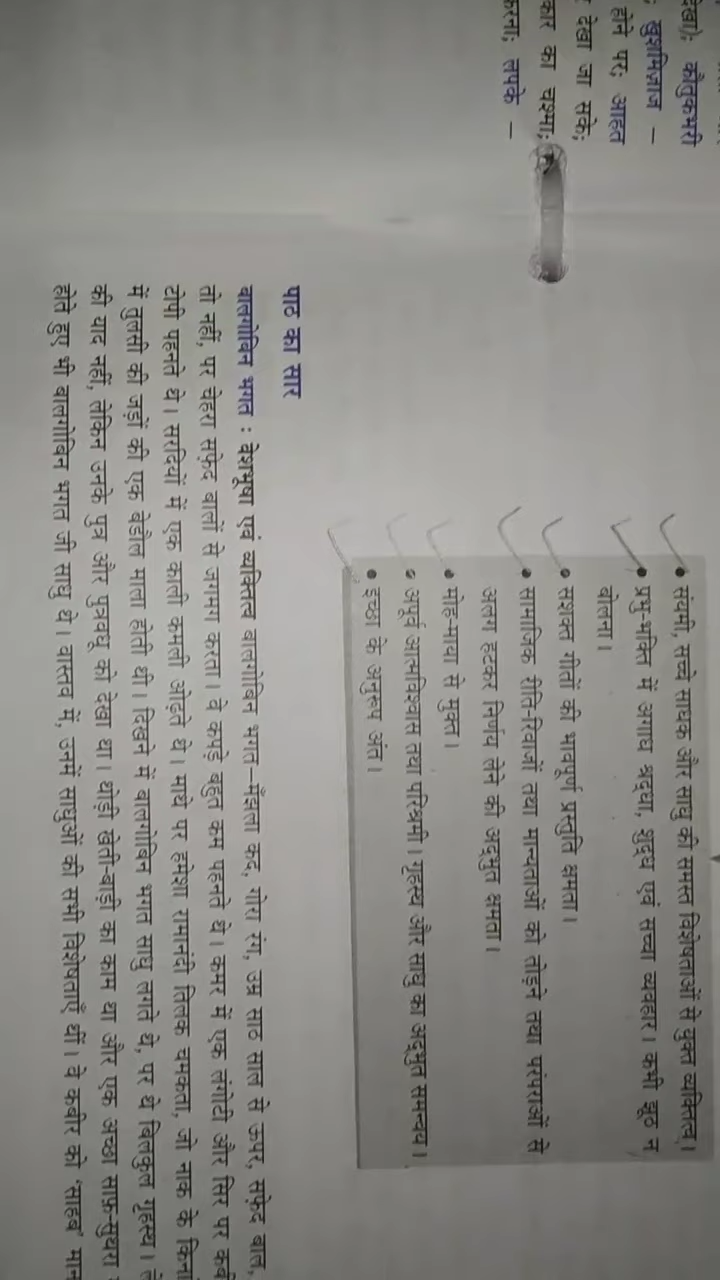 कौतुकभरी
खुशमिज़ाज –
होने पर; आहत
देखा जा सके;
का चश्मा;
लपके –
• संयमी, सच्चे साधक और साधु की समस्त विशेषताओं से युक्त व्यक्तित्व।
• प्रभु-भक्ति में अगाध श्रद्धा, शुद्ध एवं सच्चा व्यवहार। कभी झूठ न
बोलना।
• सशक्त गीतों की भावपूर्ण प्रस्तुति क्षमता।
• सामाजिक रीति-रिवाजों तथा मान्यताओं को तोड़ने तथा परंपराओं से
अलग हटकर निर्णय लेने की अद्भुत क्षमता।
• मोह-माया से मुक्त।
• अपूर्व आत्मविश्वास तथा परिश्रमी। गृहस्थ और साधु का अद्भुत समन्वय।
• इच्छा के अनुरूप अंत।
पाठ का सार
बालगोबिन भगत : वेशभूषा एवं व्यक्तित्व बालगोबिन भगत–मँझला कद, गोरा रंग, उम्र साठ साल से ऊपर, सफ़ेद बाल,
तो नहीं, पर चेहरा सफ़ेद बालों से जगमग करता। वे कपड़े बहुत कम पहनते थे। कमर में एक लंगोटी और सिर पर
टोपी पहनते थे। सरदियों में एक काली कमली ओढ़ते थे। माथे पर हमेशा रामानंदी तिलक चमकता, जो नाक के
में तुलसी की जड़ों की एक बेडौल माला होती थी। दिखने में बालगोबिन भगत साधु लगते थे, पर थे बिलकुल गृहस्थ।
की याद नहीं, लेकिन उनके पुत्र और पुत्रवधू को देखा था। थोड़ी खेती-बाड़ी का काम था और एक अच्छा साफ़-सुथरा
होते हुए भी बालगोबिन भगत जी साधु थे। वास्तव में, उनमें साधुओं की सभी विशेषताएँ थीं। वे कबीर को 'साहब'